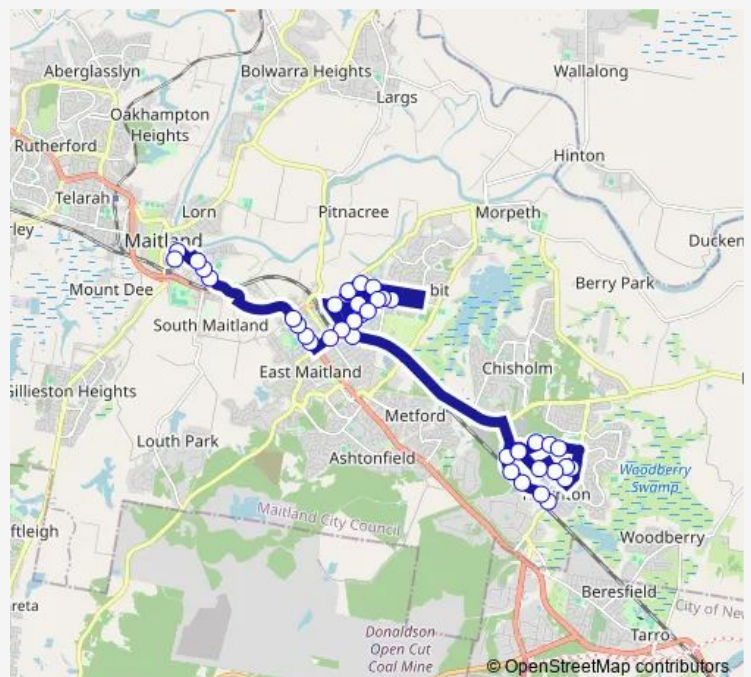 Aberglasslyn
Bolwarra Heights
Wallalong
Largs
Oakhampton
Heights
Rutherford
Hinton
Telarah
Lorn
Pitnacree
Morpeth
rley
Maitland
Ducken
Mount Dee
bit
Berry Park
South Maitland
East Maitland
Chisholm
Gillieston Heights
Metford
Louth Park
Ashtonfield
Woodberry
Swamp
Maitland City Council
ftleigh
Woodberry
Beresfield
reta
City of Ne
Donaldson
Open Cut
Coal Mine
Tarro
© OpenStreetMap contributors